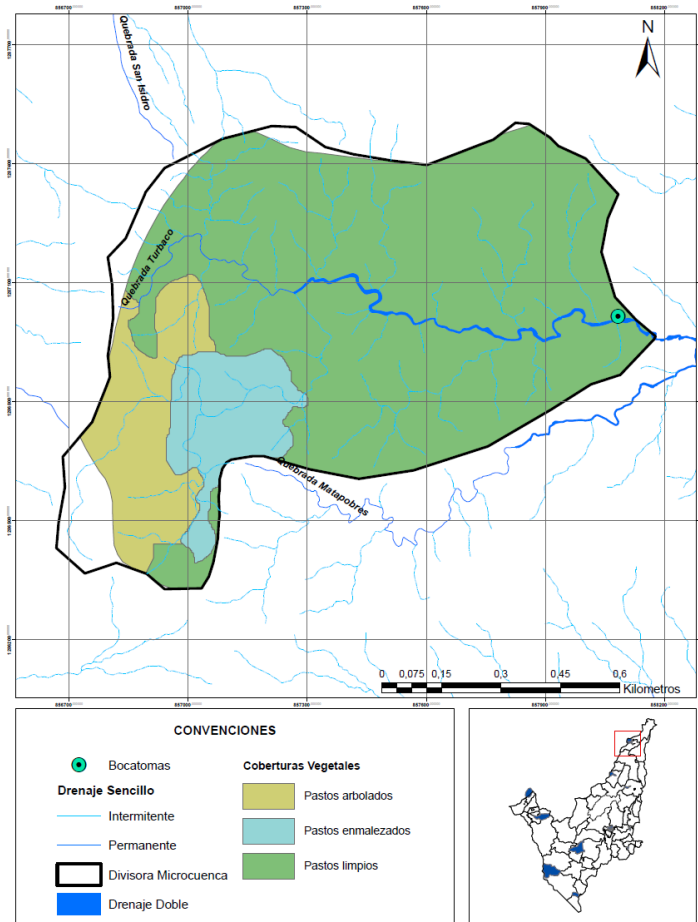 N
Quebrada San Isidro
Quebrada Turbaco
Quebrada Matapobres
0 0,075 0,15 0,3 0,45 0,6
Kilometros
CONVENCIONES
Bocatomas
Drenaje Sencillo
Intermitente
Permanente
Divisora Microcuenca
Drenaje Doble
Coberturas Vegetales
Pastos arbolados
Pastos enmalezados
Pastos limpios